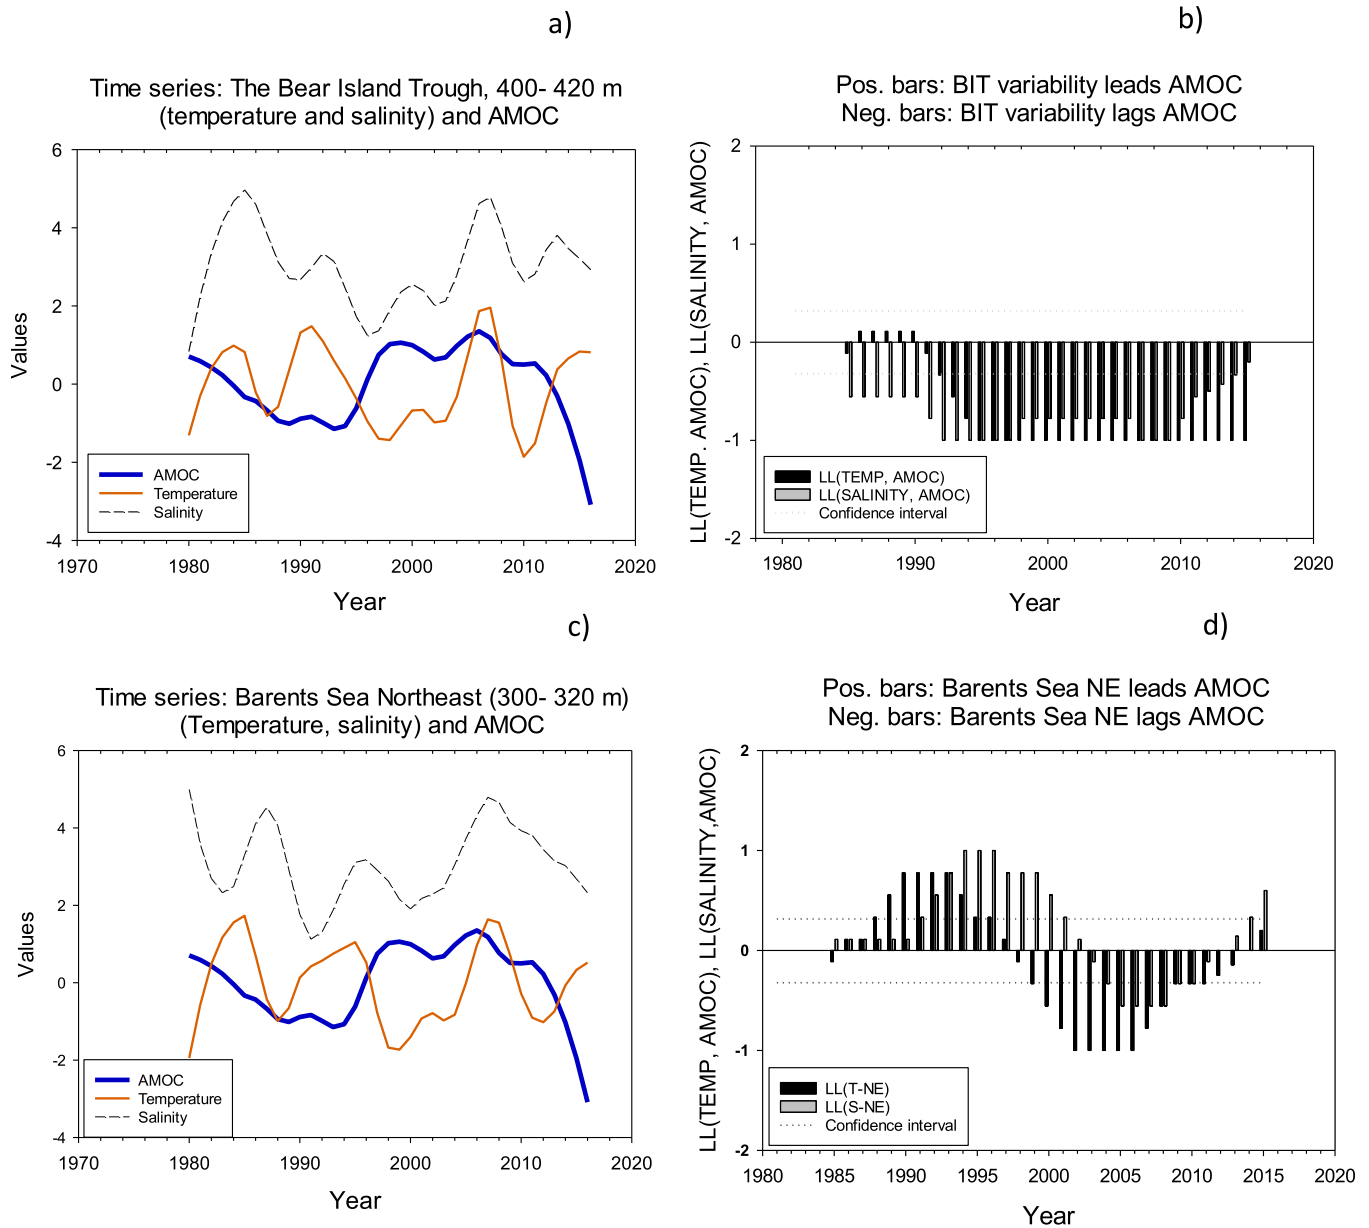 a)
Time series: The Bear Island Trough, 400- 420 m
(temperature and salinity) and AMOC
6
4
2
0
-2
-4
Values
AMOC
Temperature
Salinity
1970
1980
1990
2000
2010
2020
Year
b)
Pos. bars: BIT variability leads AMOC
Neg. bars: BIT variability lags AMOC
2
1
0
-1
-2
LL(TEMP. AMOC), LL(SALINITY, AMOC)
LL(TEMP, AMOC)
LL(SALINITY, AMOC)
Confidence interval
1980
1990
2000
2010
2020
Year
c)
Time series: Barents Sea Northeast (300- 320 m)
(Temperature, salinity) and AMOC
6
4
2
0
-2
-4
Values
AMOC
Temperature
Salinity
1970
1980
1990
2000
2010
2020
Year
d)
Pos. bars: Barents Sea NE leads AMOC
Neg. bars: Barents Sea NE lags AMOC
2
1
0
-1
-2
LL(TEMP, AMOC), LL(SALINITY,AMOC)
LL(T-NE)
LL(S-NE)
Confidence interval
1980
1985
1990
1995
2000
2005
2010
2015
2020
Year